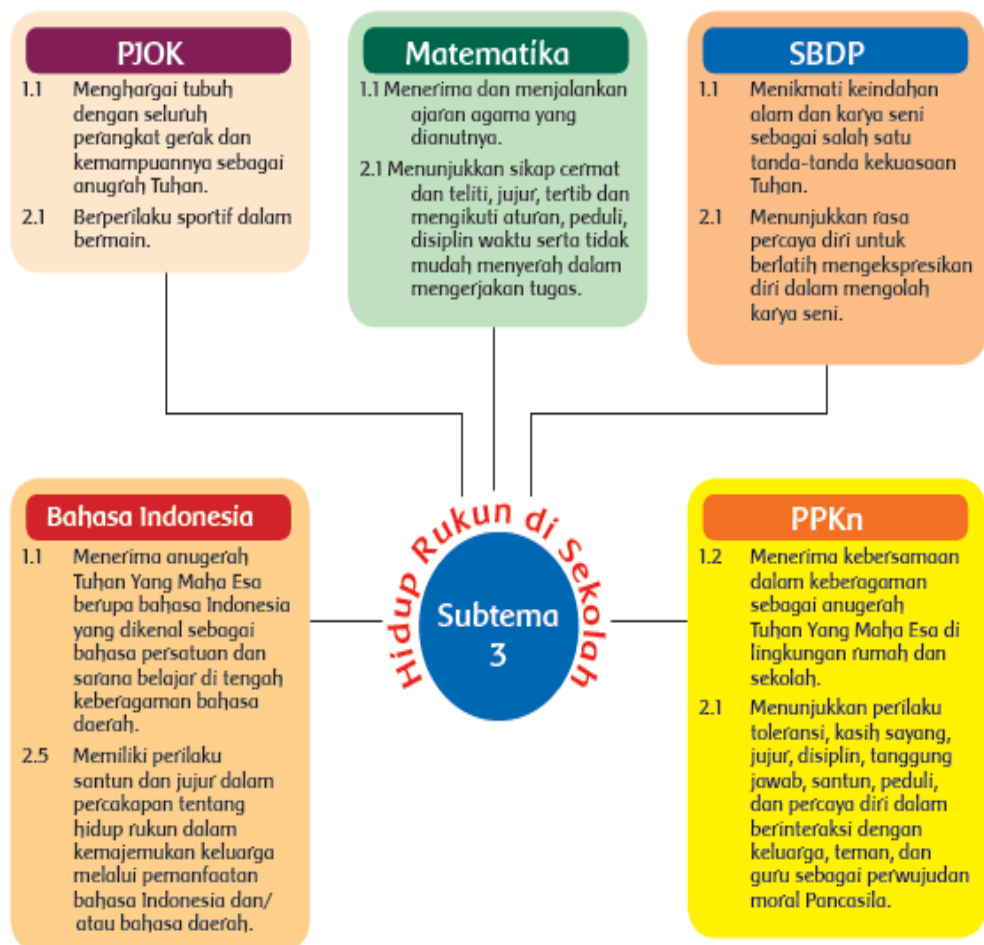 PJOK
1.1 Menghargai tubuh
dengan seluruh
perangkat gerak dan
kemampuannya sebagai
anugrah Tuhan.
2.1 Berperilaku sportif dalam
bermain.
Matematika
1.1 Menerima dan menjalankan
ajaran agama yang
dianutnya.
2.1 Menunjukkan sikap cermat
dan teliti, jujur, tertib dan
mengikuti aturan, peduli,
disiplin waktu serta tidak
mudah menyerah dalam
mengerjakan tugas.
SBDP
1.1 Menikmati keindahan
alam dan karya seni
sebagai salah satu
tanda-tanda kekuasaan
Tuhan.
2.1 Menunjukkan rasa
percaya diri untuk
berlatih mengekspresikan
diri dalam mengolah
karya seni.
Bahasa Indonesia
1.1 Menerima anugerah
Tuhan Yang Maha Esa
berupa bahasa Indonesia
yang dikenal sebagai
bahasa persatuan dan
sarana belajar di tengah
keberagaman bahasa
daerah.
2.5 Memiliki perilaku
santun dan jujur dalam
percakapan tentang
hidup rukun dalam
kemajemukan keluarga
melalui pemanfaatan
bahasa Indonesia dan/
atau bahasa daerah.
Hidup Rukun di Sekolah
Subtema
3
PPKn
1.2 Menerima kebersamaan
dalam keberagaman
sebagai anugerah
Tuhan Yang Maha Esa di
lingkungan rumah dan
sekolah.
2.1 Menunjukkan perilaku
toleransi, kasih sayang,
jujur, disiplin, tanggung
jawab, santun, peduli,
dan percaya diri dalam
berinteraksi dengan
keluarga, teman, dan
guru sebagai perwujudan
moral Pancasila.